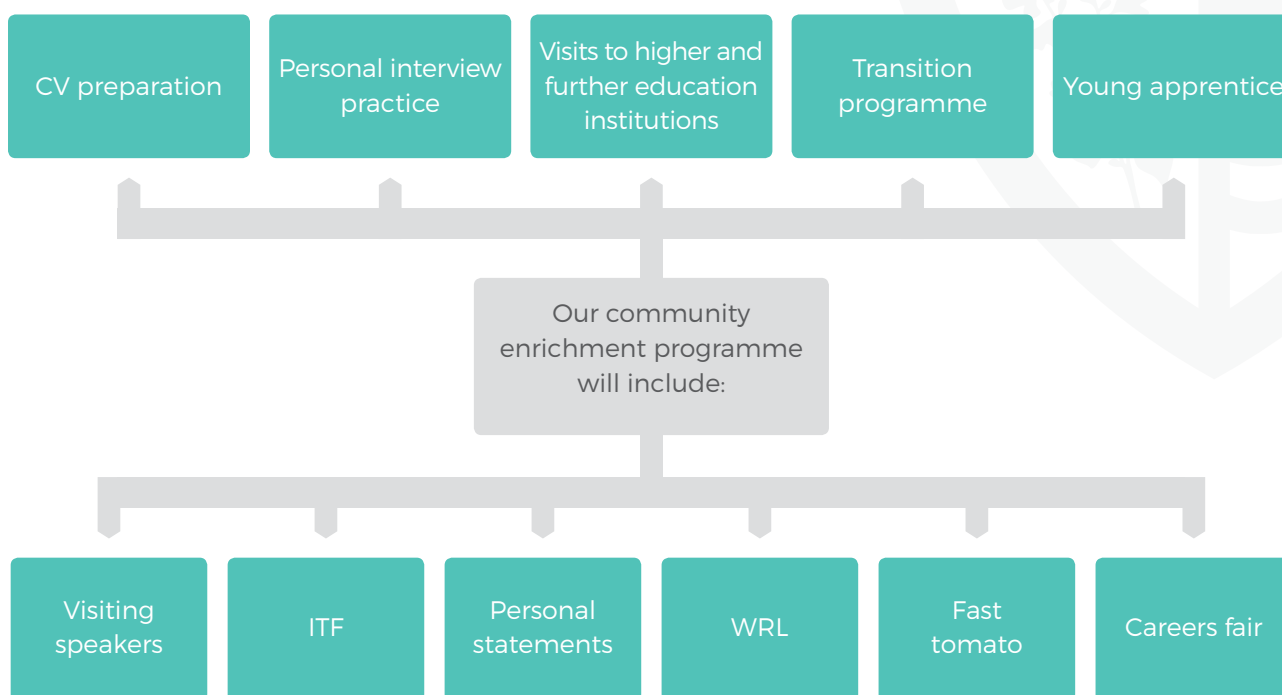 CV preparation
Personal interview
practice
Visits to higher and
further education
institutions
Transition
programme
Young apprentice
Our community
enrichment programme
will include:
Visiting
speakers
ITF
Personal
statements
WRL
Fast
tomato
Careers fair